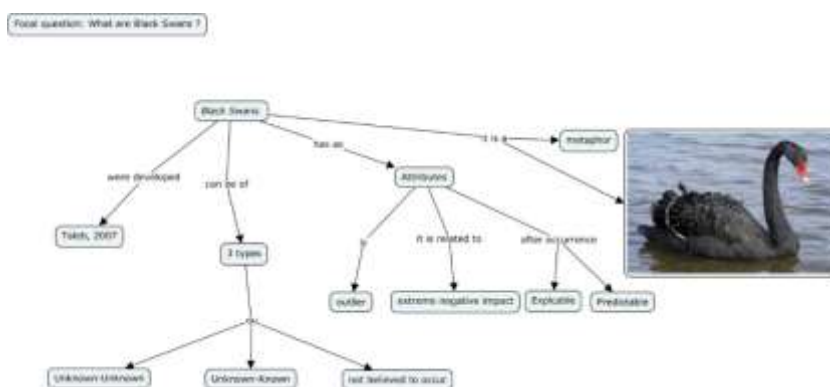 Focal question: What are Black Swans ?
Black Swans
it is a
metaphor
has as
were developed
can be of
Attributes
Taleb, 2007
3 types
is
it is related to
after occurrence
outlier
extreme negative impact
Explicable
Predictable
Unknown-Unknown
Unknown-Known
not believed to occur